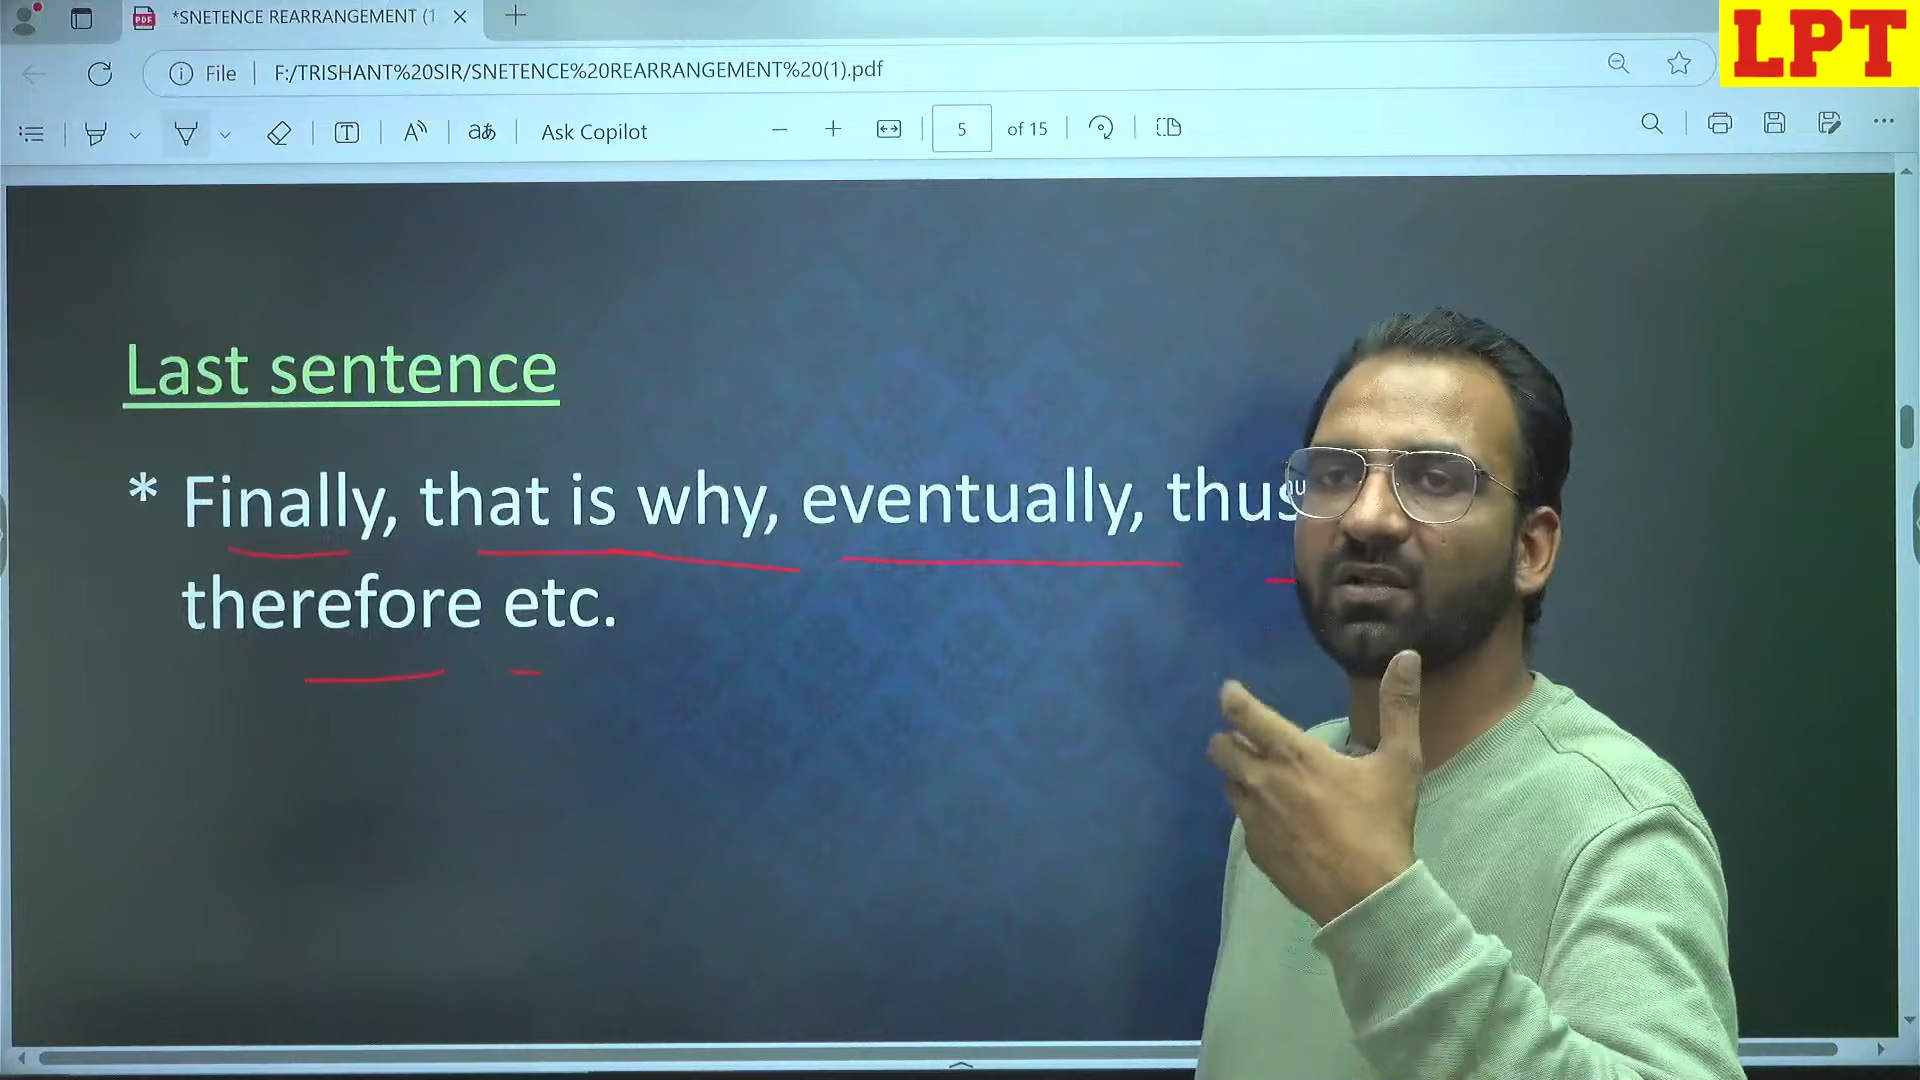 *SNETENCE REARRANGEMENT (1
LPT
File
F:/TRISHANT%20SIR/SNETENCE%20REARRANGEMENT%20(1).pdf
Ask Copilot
5 of 15
Last sentence
* Finally, that is why, eventually, thus
therefore etc.